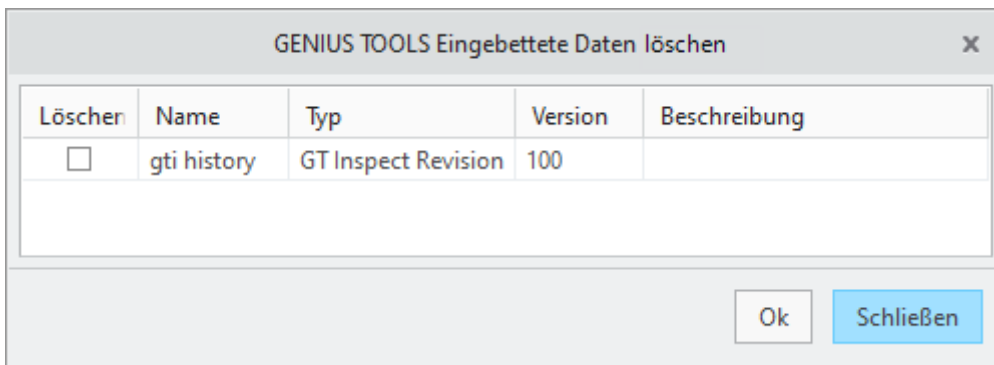 GENIUS TOOLS Eingebettete Daten löschen x
Löschen Name Typ Version Beschreibung
gti history GT Inspect Revision 100
Ok Schließen